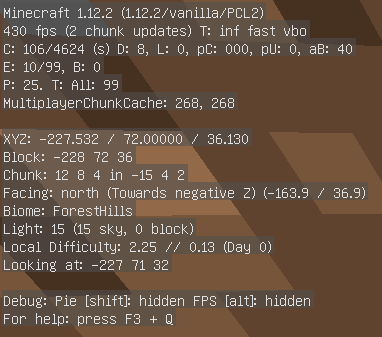 Minecraft 1.12.2 (1.12.2/vanilla/PCL2)
430 fps (2 chunk updates) T: inf fast vbo
C: 106/4624 (s) D: 8, L: 0, pC: 000, pU: 0, aB: 40
E: 10/99, B: 0
P: 25. T: All: 99
MultiplayerChunkCache: 268, 268
XYZ: -227.532 / 72.00000 / 36.130
Block: -228 72 36
Chunk: 12 8 4 in -15 4 2
Facing: north (Towards negative Z) (-163.9 / 36.9)
Biome: ForestHills
Light: 15 (15 sky, 0 block)
Local Difficulty: 2.25 // 0.13 (Day 0)
Looking at: -227 71 32
Debug: Pie [shift]: hidden FPS [alt]: hidden
For help: press F3 + Q